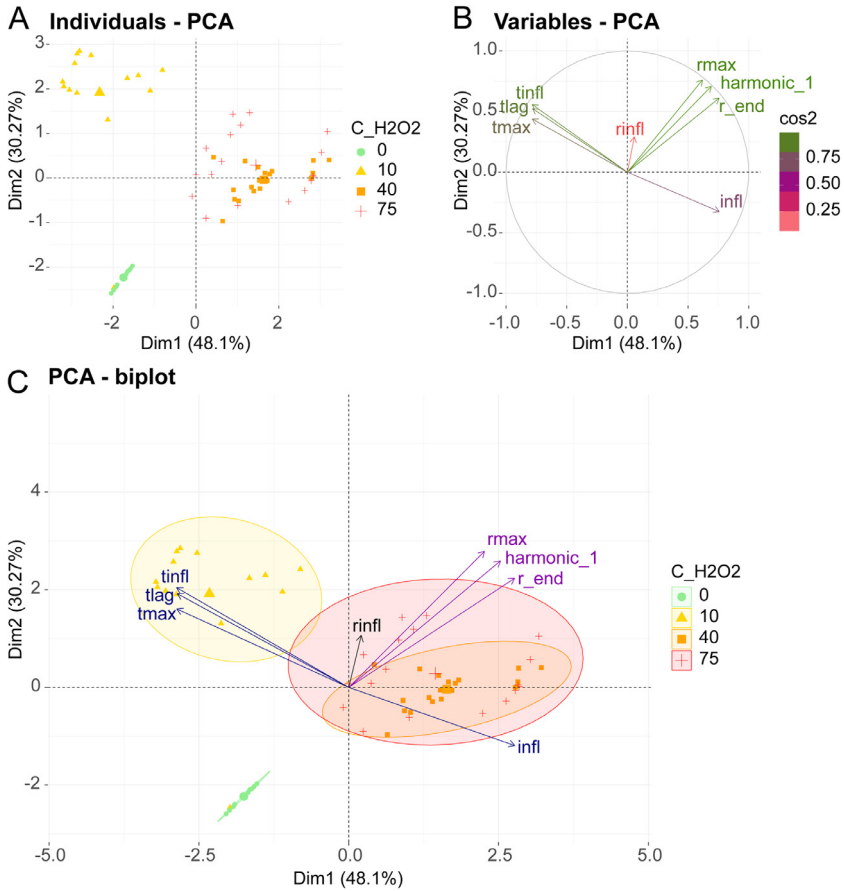 A Individuals - PCA
3
2
1
0
-1
-2
-2
0
2
Dim1 (48.1%)
Dim2 (30.27%)
C_H2O2
0
10
40
75
B Variables - PCA
1.0
0.5
0.0
-0.5
-1.0
-1.0
-0.5
0.0
0.5
1.0
Dim1 (48.1%)
Dim2 (30.27%)
rmax
harmonic_1
r_end
tinfl
tlag
tmax
rinfl
infl
cos2
0.75
0.50
0.25
C PCA - biplot
4
2
0
-2
-5.0
-2.5
0.0
2.5
5.0
Dim1 (48.1%)
Dim2 (30.27%)
rmax
harmonic_1
r_end
tinfl
tlag
tmax
rinfl
infl
C_H2O2
0
10
40
75